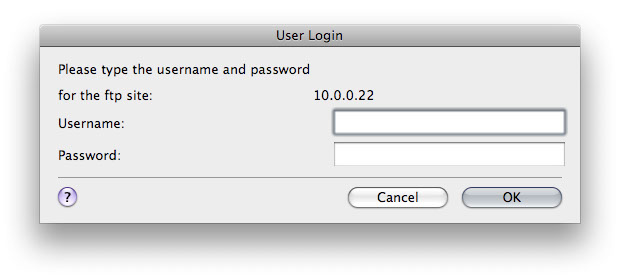 User Login
Please type the username and password
for the ftp site: 10.0.0.22
Username:
Password:
?
Cancel OK